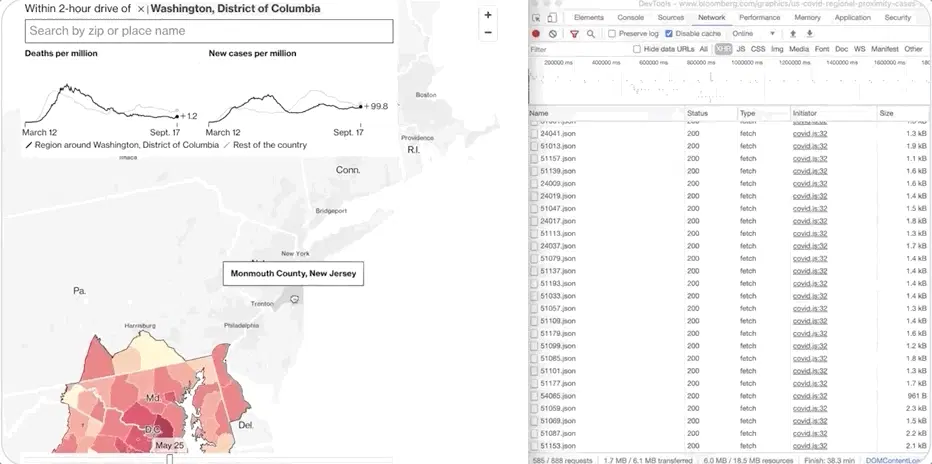 Within 2-hour drive of ×|Washington, District of Columbia
Search by zip or place name
Deaths per million
New cases per million
+1.2
+99.8
March 12
Sept. 17
March 12
Sept. 17
Region around Washington, District of Columbia
Rest of the country
+
−
Boston
Providence
R.I.
Ithaca
Conn.
Bridgeport
New York
Monmouth County, New Jersey
Pa.
Trenton
Harrisburg
Philadelphia
Md.
D.C.
Del.
May 25
DevTools - www.bloomberg.com/graphics/us-covid-regional-proximity-cases
Elements Console Sources Network Performance Memory Application Security
Preserve log Disable cache Online
Filter
Hide data URLs All XHR JS CSS Img Media Font Doc WS Manifest Other
200000 ms 400000 ms 600000 ms 800000 ms 1000000 ms 1200000 ms 1400000 ms 1600000 ms
Name Status Type Initiator Size
24041.json 200 fetch covid.js:32 1.3 kB
51013.json 200 fetch covid.js:32 1.9 kB
51157.json 200 fetch covid.js:32 1.1 kB
51139.json 200 fetch covid.js:32 1.6 kB
24009.json 200 fetch covid.js:32 1.6 kB
24019.json 200 fetch covid.js:32 1.4 kB
51047.json 200 fetch covid.js:32 1.5 kB
24017.json 200 fetch covid.js:32 1.8 kB
51113.json 200 fetch covid.js:32 1.3 kB
24037.json 200 fetch covid.js:32 1.7 kB
51079.json 200 fetch covid.js:32 1.4 kB
51137.json 200 fetch covid.js:32 1.4 kB
51193.json 200 fetch covid.js:32 1.4 kB
51033.json 200 fetch covid.js:32 1.4 kB
51057.json 200 fetch covid.js:32 1.3 kB
51109.json 200 fetch covid.js:32 1.4 kB
51179.json 200 fetch covid.js:32 1.6 kB
51099.json 200 fetch covid.js:32 1.2 kB
51085.json 200 fetch covid.js:32 1.8 kB
51101.json 200 fetch covid.js:32 1.3 kB
51177.json 200 fetch covid.js:32 1.7 kB
54065.json 200 fetch covid.js:32 961 B
51059.json 200 fetch covid.js:32 2.3 kB
51069.json 200 fetch covid.js:32 1.5 kB
51087.json 200 fetch covid.js:32 2.2 kB
51153.json 200 fetch covid.js:32 2.1 kB
585 / 688 requests 1.7 MB / 6.1 MB transferred 6.0 MB / 18.5 MB resources Finish: 38.3 min